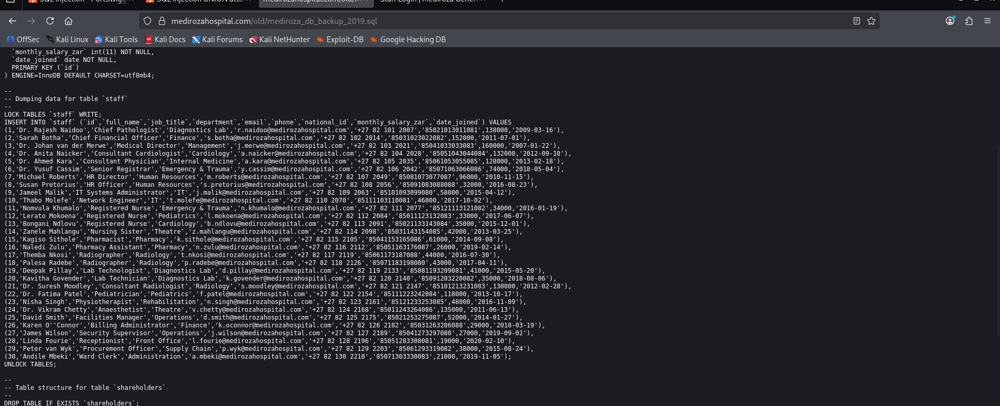 SQL injection - PortSwigg
SQL injection UNION atta
medirozahospital.com/old/m
Staff Login | Mediroza Genera
medirozahospital.com/old/mediroza_db_backup_2019.sql
OffSec Kali Linux Kali Tools Kali Docs Kali Forums Kali NetHunter Exploit-DB Google Hacking DB
`monthly_salary_zar` int(11) NOT NULL,
`date_joined` date NOT NULL,
PRIMARY KEY (`id`)
) ENGINE=InnoDB DEFAULT CHARSET=utf8mb4;
--
-- Dumping data for table `staff`
--
LOCK TABLES `staff` WRITE;
INSERT INTO `staff` (`id`,`full_name`,`job_title`,`department`,`email`,`phone`,`national_id`,`monthly_salary_zar`,`date_joined`) VALUES
(1,'Dr. Rajesh Naidoo','Chief Pathologist','Diagnostics Lab','r.naidoo@medirozahospital.com','+27 82 101 2007','85021013011081',138000,'2009-03-16'),
(2,'Sarah Botha','Chief Financial Officer','Finance','s.botha@medirozahospital.com','+27 82 102 2014','85031023022082',152000,'2011-07-01'),
(3,'Dr. Johan van der Merwe','Medical Director','Management','j.merwe@medirozahospital.com','+27 82 103 2021','85041033033083',160000,'2007-01-22'),
(4,'Dr. Anita Naicker','Consultant Cardiologist','Cardiology','a.naicker@medirozahospital.com','+27 82 104 2028','85051043044084',132000,'2012-09-10'),
(5,'Dr. Ahmed Kara','Consultant Physician','Internal Medicine','a.kara@medirozahospital.com','+27 82 105 2035','85061053055085',128000,'2013-02-18'),
(6,'Dr. Yusuf Cassim','Senior Registrar','Emergency & Trauma','y.cassim@medirozahospital.com','+27 82 106 2042','85071063066086',74000,'2018-05-04'),
(7,'Michael Roberts','HR Director','Human Resources','m.roberts@medirozahospital.com','+27 82 107 2049','85081073077087',96000,'2010-11-15'),
(8,'Susan Pretorius','HR Officer','Human Resources','s.pretorius@medirozahospital.com','+27 82 108 2056','85091083088088',32000,'2016-08-23'),
(9,'Jameel Malik','IT Systems Administrator','IT','j.malik@medirozahospital.com','+27 82 109 2063','85101093099080',58000,'2015-04-12'),
(10,'Thabo Molefe','Network Engineer','IT','t.molefe@medirozahospital.com','+27 82 110 2070','85111103110081',46000,'2017-10-02'),
(11,'Nomvula Khumalo','Registered Nurse','Emergency & Trauma','n.khumalo@medirozahospital.com','+27 82 111 2077','85121113121082',34000,'2016-01-19'),
(12,'Lerato Mokoena','Registered Nurse','Pediatrics','l.mokoena@medirozahospital.com','+27 82 112 2084','85011123132083',33000,'2017-06-07'),
(13,'Bongani Ndlovu','Registered Nurse','Cardiology','b.ndlovu@medirozahospital.com','+27 82 113 2091','85021133143084',35000,'2015-12-01'),
(14,'Zanele Mahlangu','Nursing Sister','Theatre','z.mahlangu@medirozahospital.com','+27 82 114 2098','85031143154085',42000,'2013-03-25'),
(15,'Kagiso Sithole','Pharmacist','Pharmacy','k.sithole@medirozahospital.com','+27 82 115 2105','85041153165086',61000,'2014-09-08'),
(16,'Naledi Zulu','Pharmacy Assistant','Pharmacy','n.zulu@medirozahospital.com','+27 82 116 2112','85051163176087',26000,'2019-02-14'),
(17,'Themba Nkosi','Radiographer','Radiology','t.nkosi@medirozahospital.com','+27 82 117 2119','85061173187088',44000,'2016-07-30'),
(18,'Palesa Radebe','Radiographer','Radiology','p.radebe@medirozahospital.com','+27 82 118 2126','85071183198080',43000,'2017-04-11'),
(19,'Deepak Pillay','Lab Technologist','Diagnostics Lab','d.pillay@medirozahospital.com','+27 82 119 2133','85081193209081',41000,'2015-05-20'),
(20,'Kavitha Govender','Lab Technician','Diagnostics Lab','k.govender@medirozahospital.com','+27 82 120 2140','85091203220082',35000,'2018-08-06'),
(21,'Dr. Suresh Moodley','Consultant Radiologist','Radiology','s.moodley@medirozahospital.com','+27 82 121 2147','85101213231083',130000,'2012-02-28'),
(22,'Dr. Fatima Patel','Pediatrician','Pediatrics','f.patel@medirozahospital.com','+27 82 122 2154','85111223242084',118000,'2013-10-17'),
(23,'Nisha Singh','Physiotherapist','Rehabilitation','n.singh@medirozahospital.com','+27 82 123 2161','85121233253085',48000,'2016-11-09'),
(24,'Dr. Vikram Chetty','Anaesthetist','Theatre','v.chetty@medirozahospital.com','+27 82 124 2168','85011243264086',135000,'2011-06-13'),
(25,'David Smith','Facilities Manager','Operations','d.smith@medirozahospital.com','+27 82 125 2175','85021253275087',52000,'2014-01-27'),
(26,'Karen O''Connor','Billing Administrator','Finance','k.oconnor@medirozahospital.com','+27 82 126 2182','85031263286088',29000,'2018-03-19'),
(27,'James Wilson','Security Supervisor','Operations','j.wilson@medirozahospital.com','+27 82 127 2189','85041273297080',27000,'2019-09-02'),
(28,'Linda Fourie','Receptionist','Front Office','l.fourie@medirozahospital.com','+27 82 128 2196','85051283308081',19000,'2020-02-10'),
(29,'Peter van Wyk','Procurement Officer','Supply Chain','p.wyk@medirozahospital.com','+27 82 129 2203','85061293319082',38000,'2015-08-24'),
(30,'Andile Mbeki','Ward Clerk','Administration','a.mbeki@medirozahospital.com','+27 82 130 2210','85071303330083',21000,'2019-11-05');
UNLOCK TABLES;
--
-- Table structure for table `shareholders`
--
DROP TABLE IF EXISTS `shareholders`;